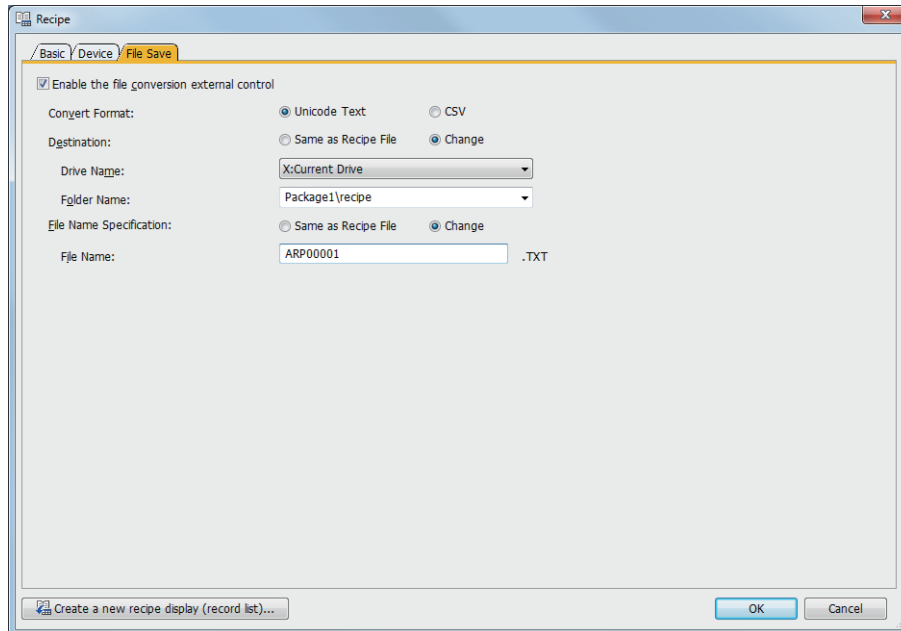 Recipe
Basic Device File Save
Enable the file conversion external control
Convert Format: Unicode Text CSV
Destination: Same as Recipe File Change
Drive Name: X:Current Drive
Folder Name: Package1\recipe
File Name Specification: Same as Recipe File Change
File Name: ARP00001 .TXT
Create a new recipe display (record list)... OK Cancel